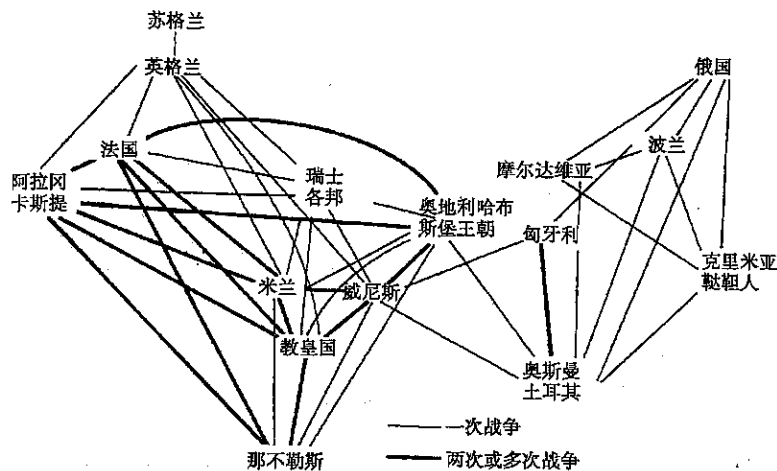 苏格兰
英格兰
俄国
法国
波兰
摩尔达维亚
阿拉冈
卡斯提
瑞士
各邦
奥地利哈布
斯堡王朝
匈牙利
克里米亚
鞑靼人
米兰
威尼斯
教皇国
奥斯曼
土耳其
一次战争
那不勒斯
两次或多次战争